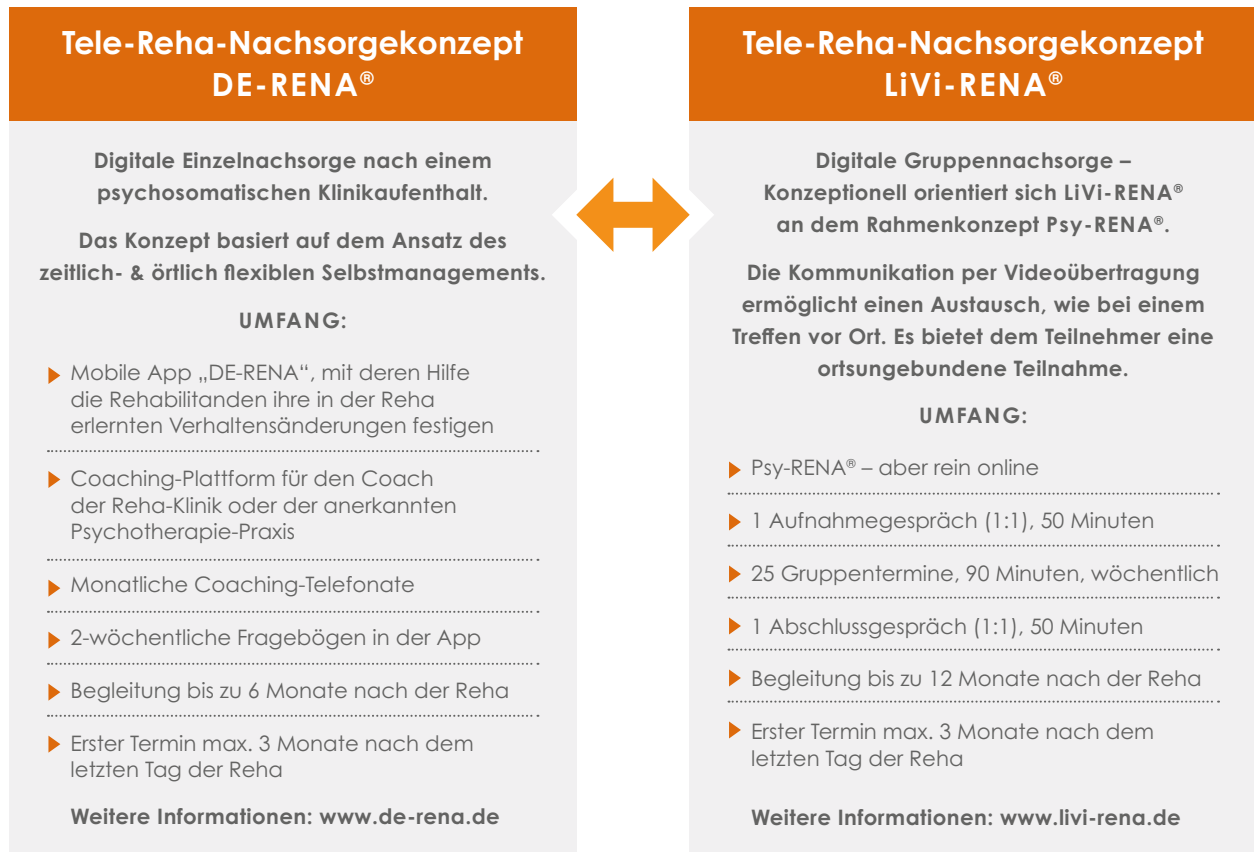 Tele-Reha-Nachsorgekonzept
DE-RENA®
Digitale Einzelnachsorge nach einem
psychosomatischen Klinikaufenthalt.
Das Konzept basiert auf dem Ansatz des
zeitlich- & örtlich flexiblen Selbstmanagements.
UMFANG:
Mobile App „DE-RENA“, mit deren Hilfe
die Rehabilitanden ihre in der Reha
erlernten Verhaltensänderungen festigen
Coaching-Plattform für den Coach
der Reha-Klinik oder der anerkannten
Psychotherapie-Praxis
Monatliche Coaching-Telefonate
2-wöchentliche Fragebögen in der App
Begleitung bis zu 6 Monate nach der Reha
Erster Termin max. 3 Monate nach dem
letzten Tag der Reha
Weitere Informationen: www.de-rena.de
Tele-Reha-Nachsorgekonzept
LiVi-RENA®
Digitale Gruppennachsorge –
Konzeptionell orientiert sich LiVi-RENA®
an dem Rahmenkonzept Psy-RENA®.
Die Kommunikation per Videoübertragung
ermöglicht einen Austausch, wie bei einem
Treffen vor Ort. Es bietet dem Teilnehmer eine
ortsungebundene Teilnahme.
UMFANG:
Psy-RENA® – aber rein online
1 Aufnahmegespräch (1:1), 50 Minuten
25 Gruppentermine, 90 Minuten, wöchentlich
1 Abschlussgespräch (1:1), 50 Minuten
Begleitung bis zu 12 Monate nach der Reha
Erster Termin max. 3 Monate nach dem
letzten Tag der Reha
Weitere Informationen: www.livi-rena.de